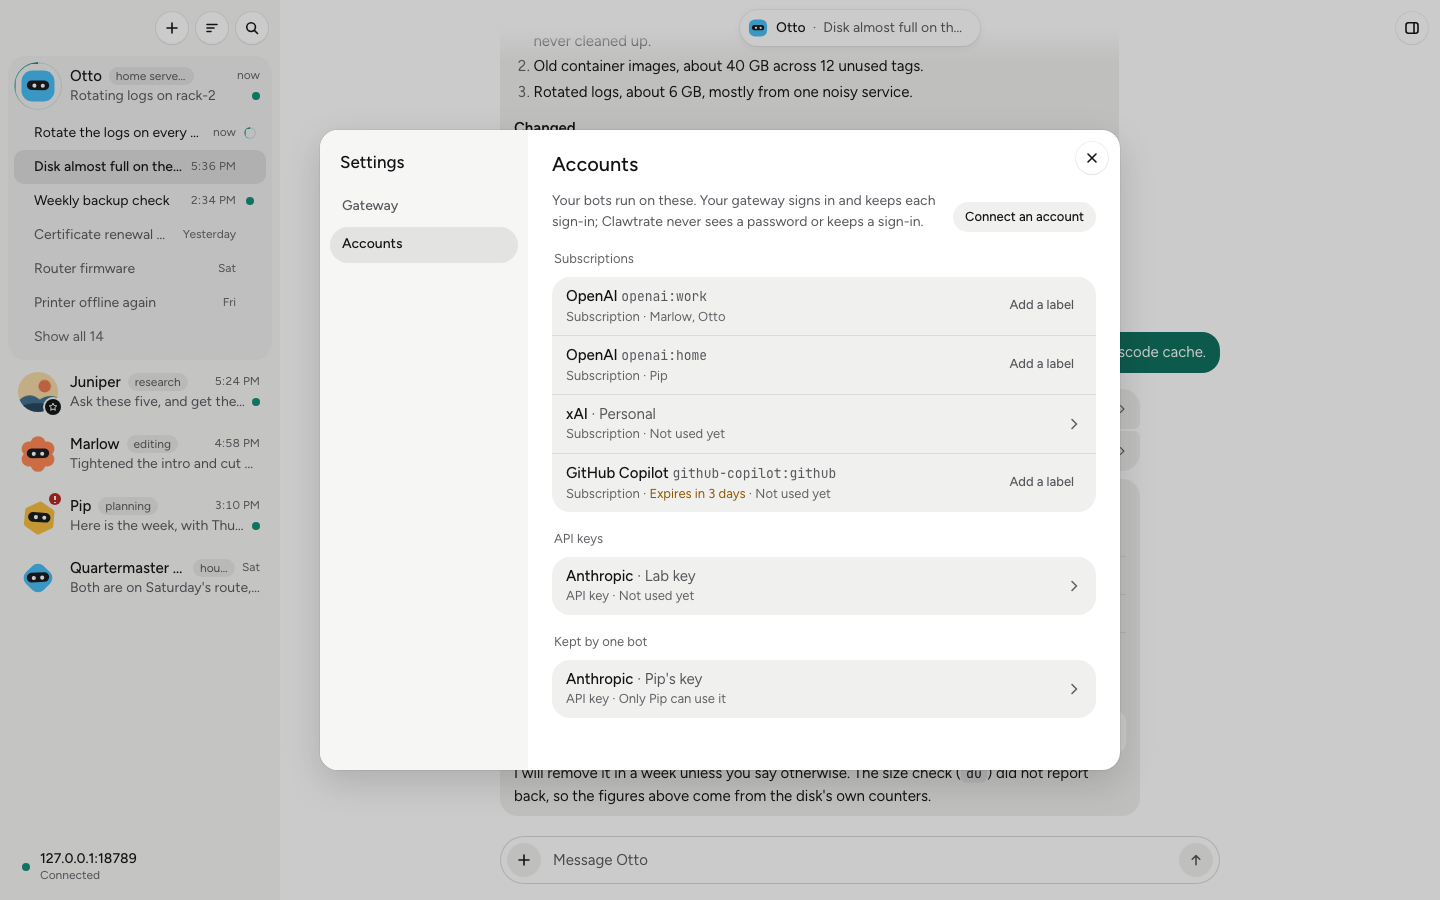 Otto · Disk almost full on th...
Otto home serve... now
Rotating logs on rack-2
Rotate the logs on every ... now
Disk almost full on the... 5:36 PM
Weekly backup check 2:34 PM
Certificate renewal ... Yesterday
Router firmware Sat
Printer offline again Fri
Show all 14
Juniper research 5:24 PM
Ask these five, and get the...
Marlow editing 4:58 PM
Tightened the intro and cut ...
Pip planning 3:10 PM
Here is the week, with Thu...
Quartermaster ... hou... Sat
Both are on Saturday's route,...
127.0.0.1:18789
Connected
never cleaned up.
2. Old container images, about 40 GB across 12 unused tags.
3. Rotated logs, about 6 GB, mostly from one noisy service.
Changed
scode cache.
Settings
Gateway
Accounts
Accounts
Your bots run on these. Your gateway signs in and keeps each
sign-in; Clawtrate never sees a password or keeps a sign-in.
Connect an account
Subscriptions
OpenAI openai:work
Subscription · Marlow, Otto
Add a label
OpenAI openai:home
Subscription · Pip
Add a label
xAI · Personal
Subscription · Not used yet
GitHub Copilot github-copilot:github
Subscription · Expires in 3 days · Not used yet
Add a label
API keys
Anthropic · Lab key
API key · Not used yet
Kept by one bot
Anthropic · Pip's key
API key · Only Pip can use it
I will remove it in a week unless you say otherwise. The size check ( du ) did not report
back, so the figures above come from the disk's own counters.
Message Otto